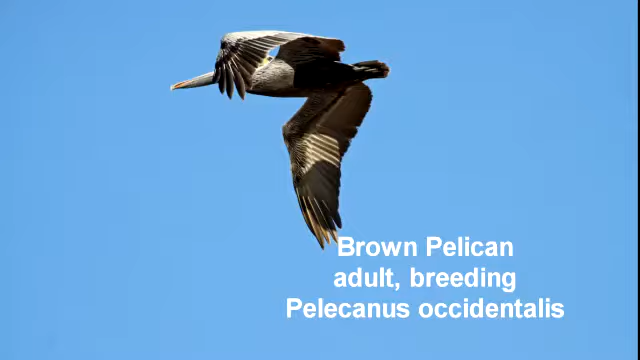 Brown Pelican
adult, breeding
Pelecanus occidentalis